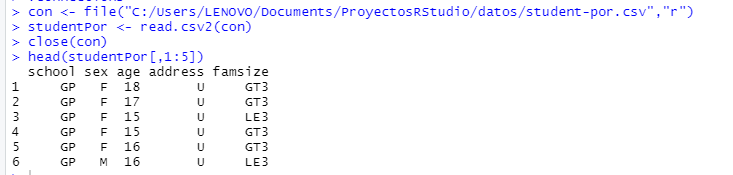 > con <- file("C:/Users/LENOVO/Documents/ProyectosRStudio/datos/student-por.csv","r")
> studentPor <- read.csv2(con)
> close(con)
> head(studentPor[,1:5])
  school sex age address famsize
1     GP   F  18       U     GT3
2     GP   F  17       U     GT3
3     GP   F  15       U     LE3
4     GP   F  15       U     GT3
5     GP   F  16       U     GT3
6     GP   M  16       U     LE3